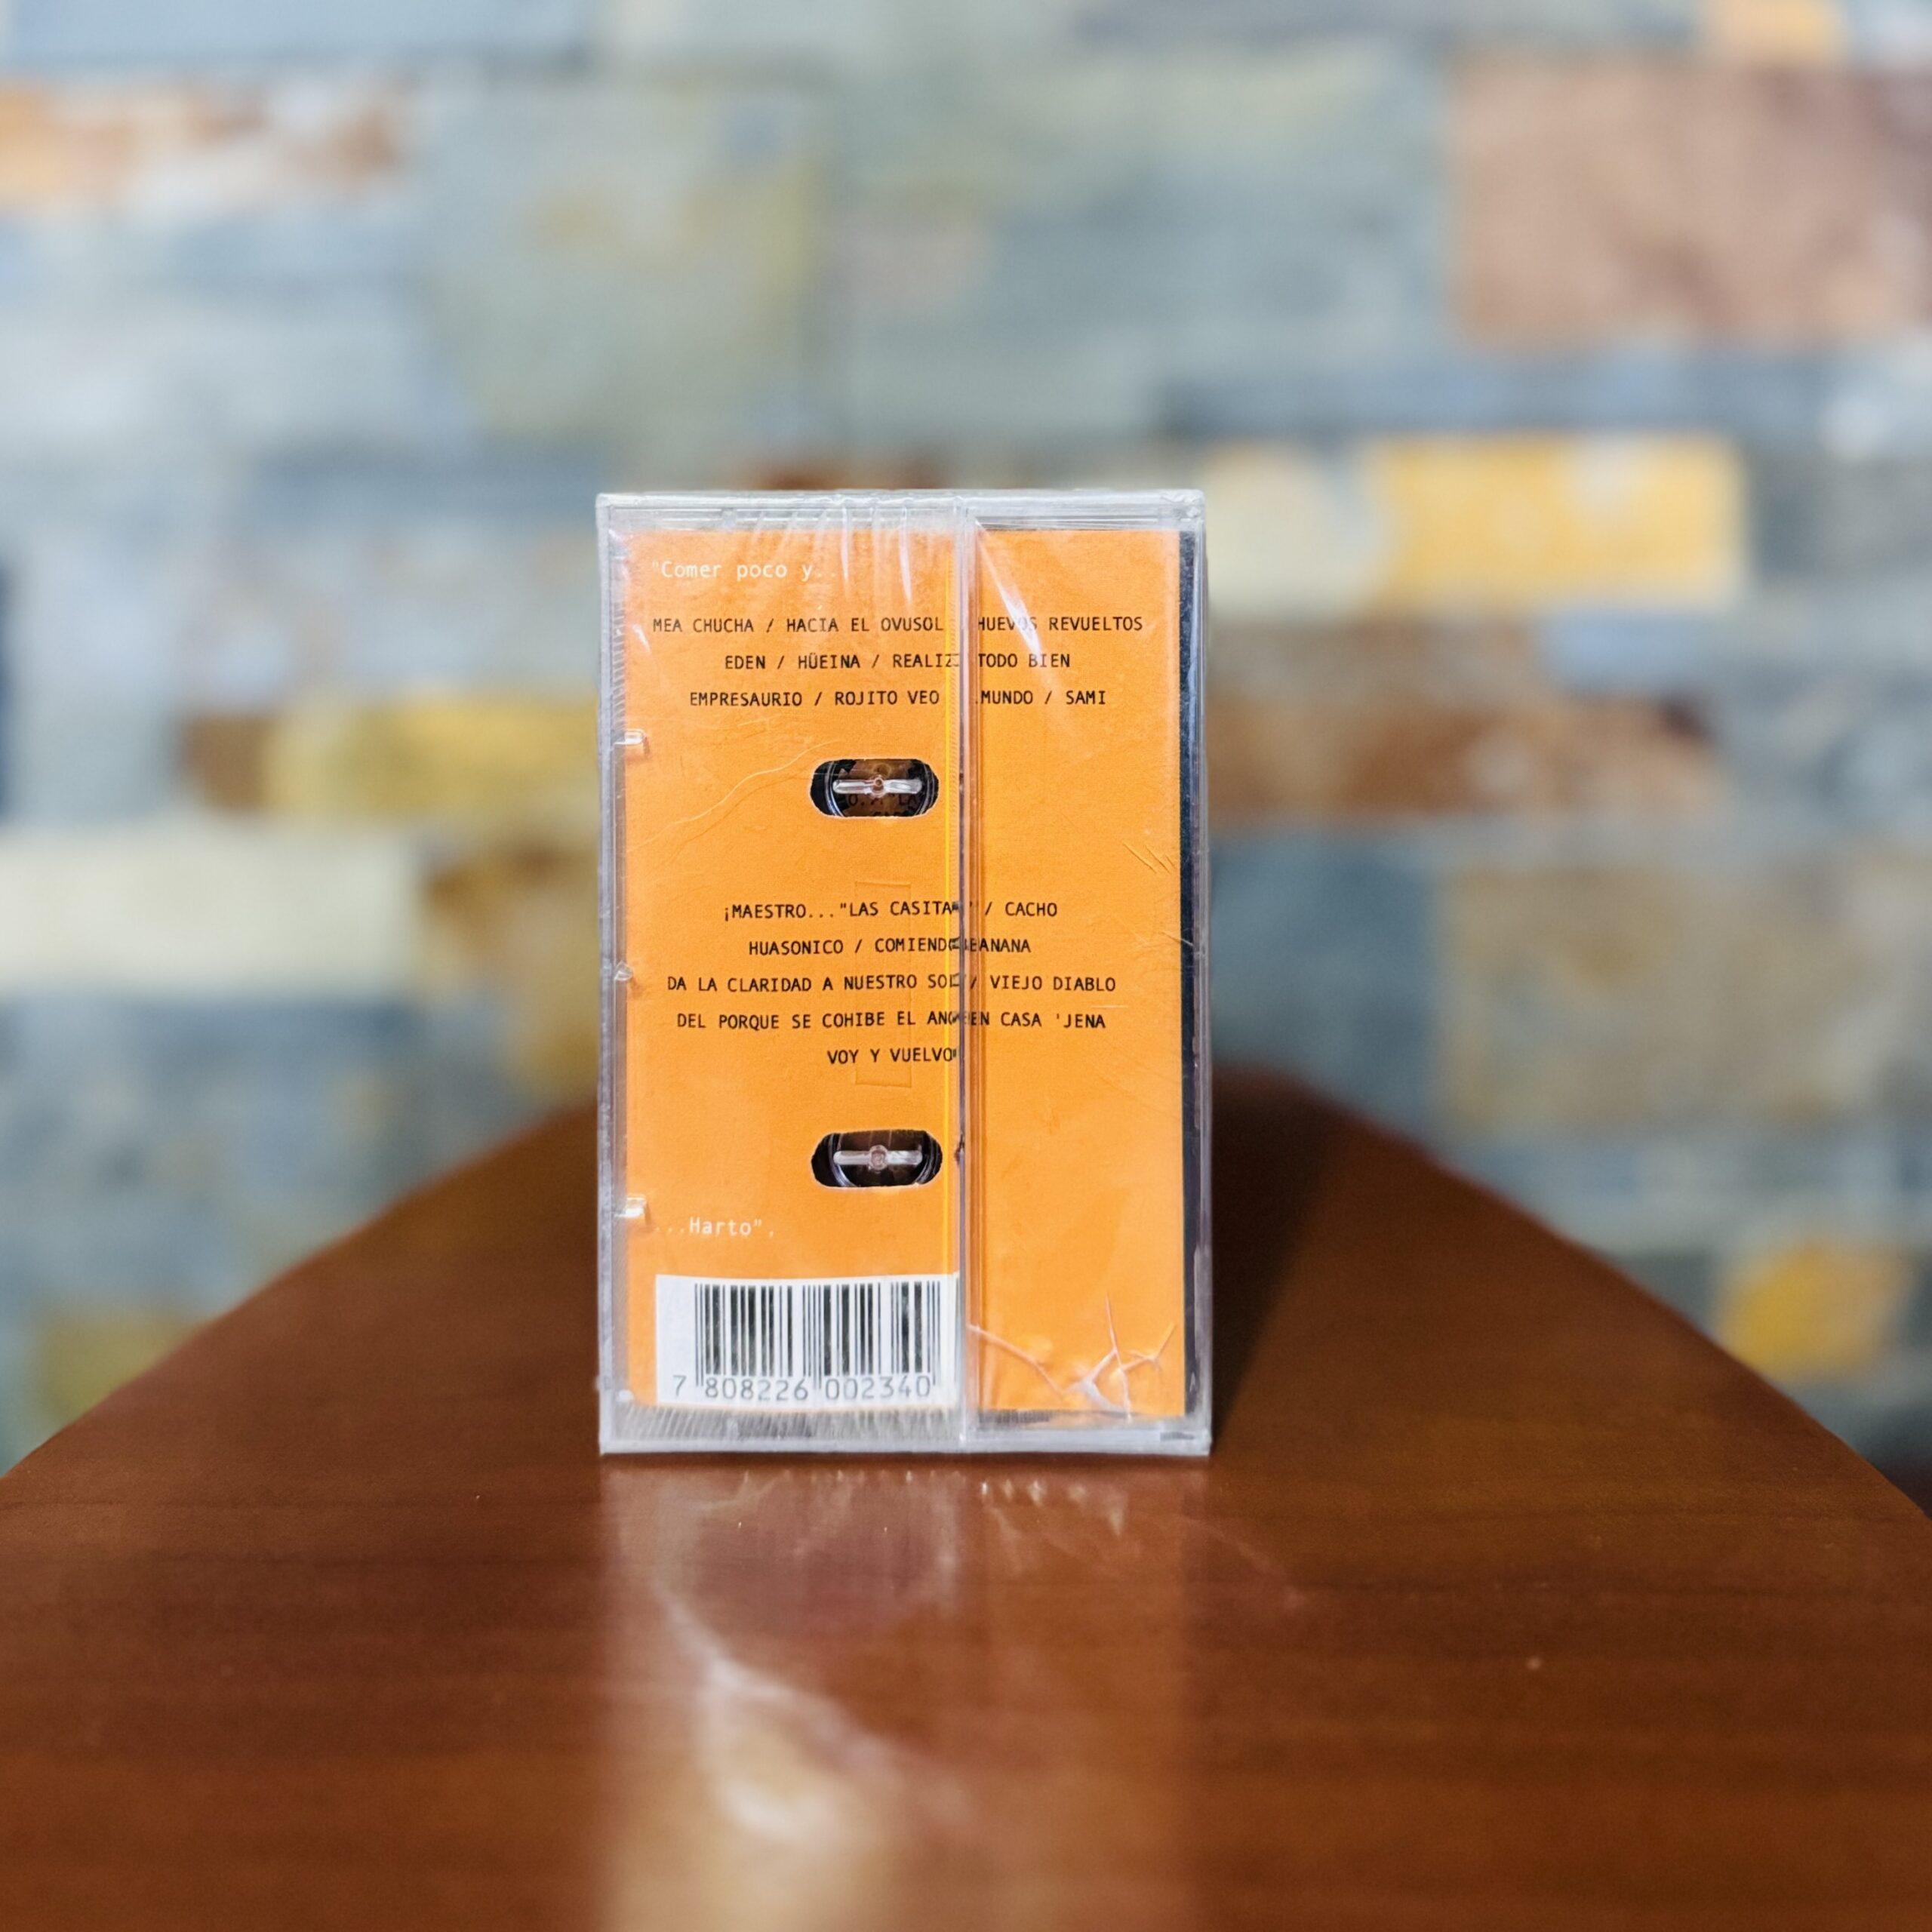 "Comer poco y...
MEA CHUCHA / HACIA EL OVUSOL HUEVOS REVUELTOS
EDEN / HÜEINA / TODO BIEN
EMPRESAURIO / ROJITO VEO MUNDO / SAMI
¡MAESTRO..."LAS CASITA / CACHO
HUASONICO / COMIENDO BANANA
DA LA CLARIDAD A NUESTRO SOL / VIEJO DIABLO
DEL PORQUE SE COHIBE EL EN CASA 'JENA
VOY Y VUELVO
...Harto".
7 808226 002340